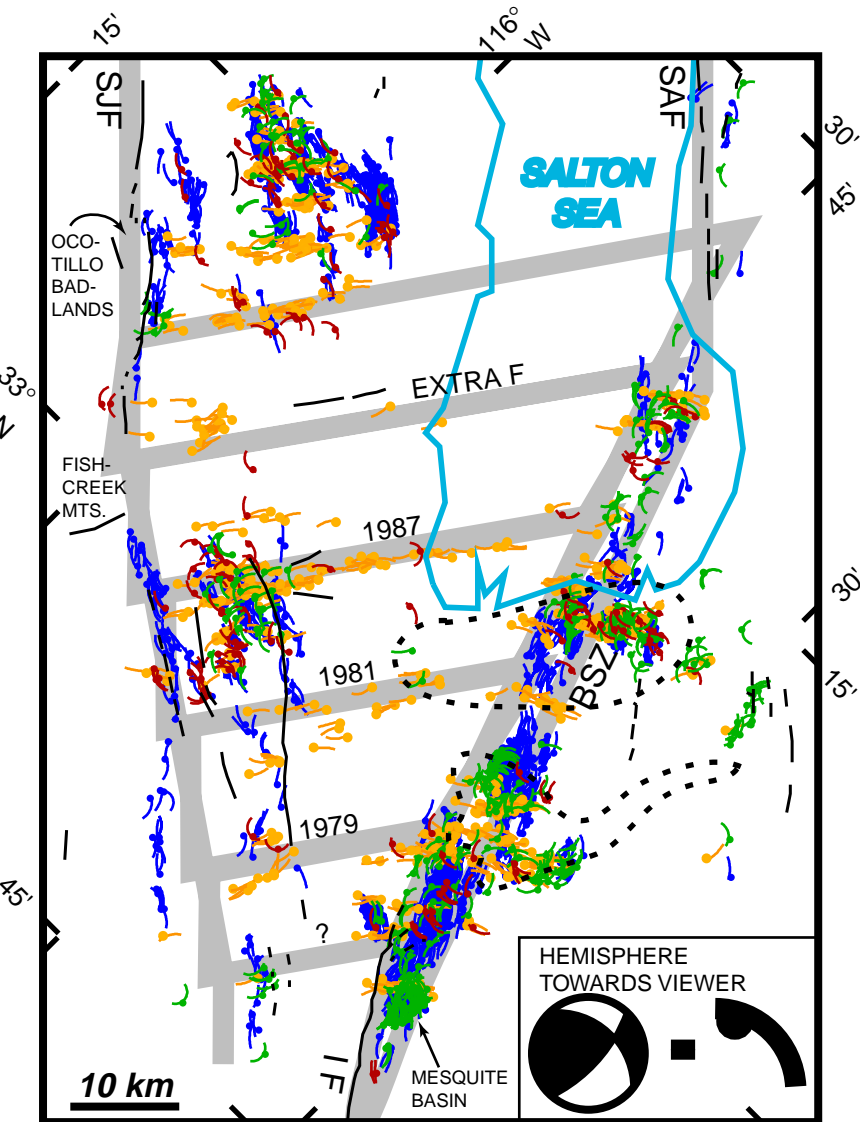 15'
116°
W
SJF
SAF
30'
45'
SALTON
SEA
OCO-
TILLO
BAD-
LANDS
33°
N
EXTRA F
FISH-
CREEK
MTS.
1987
30'
1981
BSZ
15'
1979
45'
?
HEMISPHERE
TOWARDS VIEWER
IF
MESQUITE
BASIN
10 km